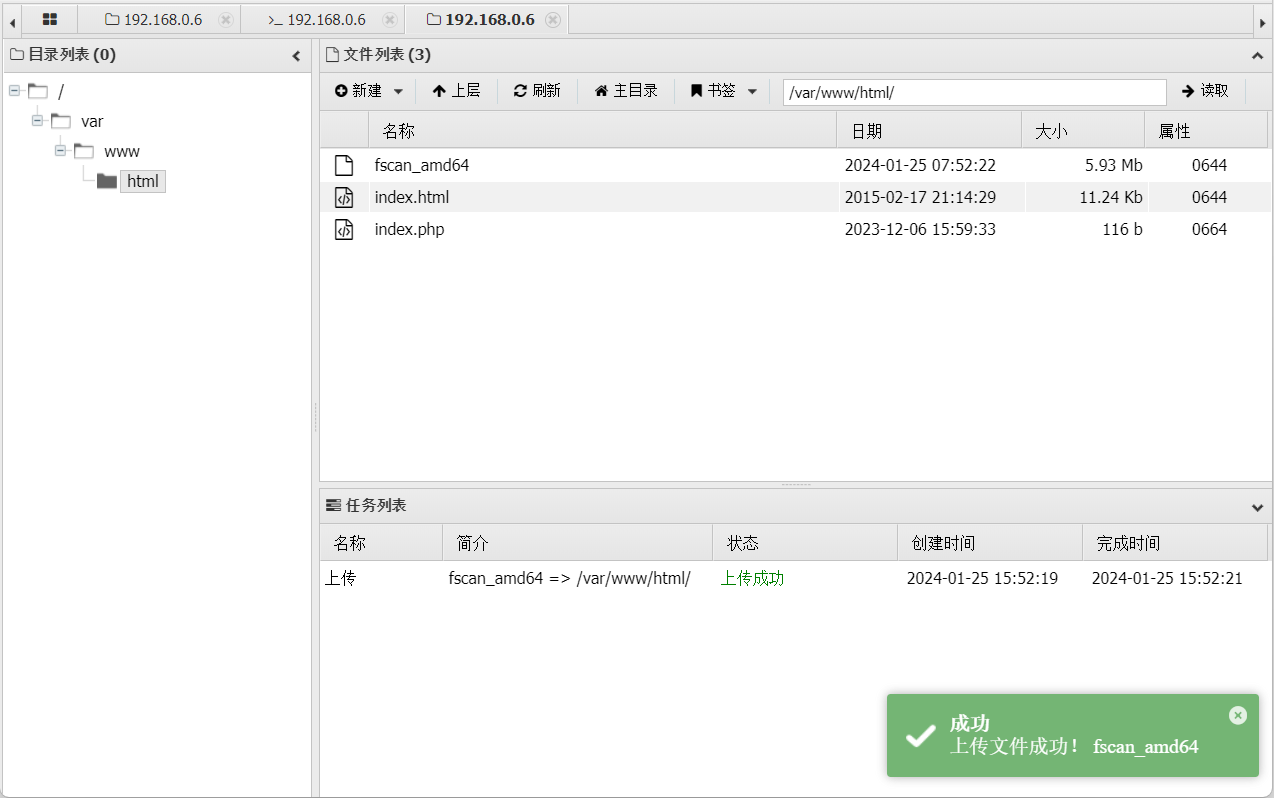 192.168.0.6 >_ 192.168.0.6 192.168.0.6
目录列表 (0)
/
var
www
html
文件列表 (3)
新建 上层 刷新 主目录 书签 /var/www/html/ 读取
名称 日期 大小 属性
fscan_amd64 2024-01-25 07:52:22 5.93 Mb 0644
index.html 2015-02-17 21:14:29 11.24 Kb 0644
index.php 2023-12-06 15:59:33 116 b 0664
任务列表
名称 简介 状态 创建时间 完成时间
上传 fscan_amd64 => /var/www/html/ 上传成功 2024-01-25 15:52:19 2024-01-25 15:52:21
成功
上传文件成功！ fscan_amd64